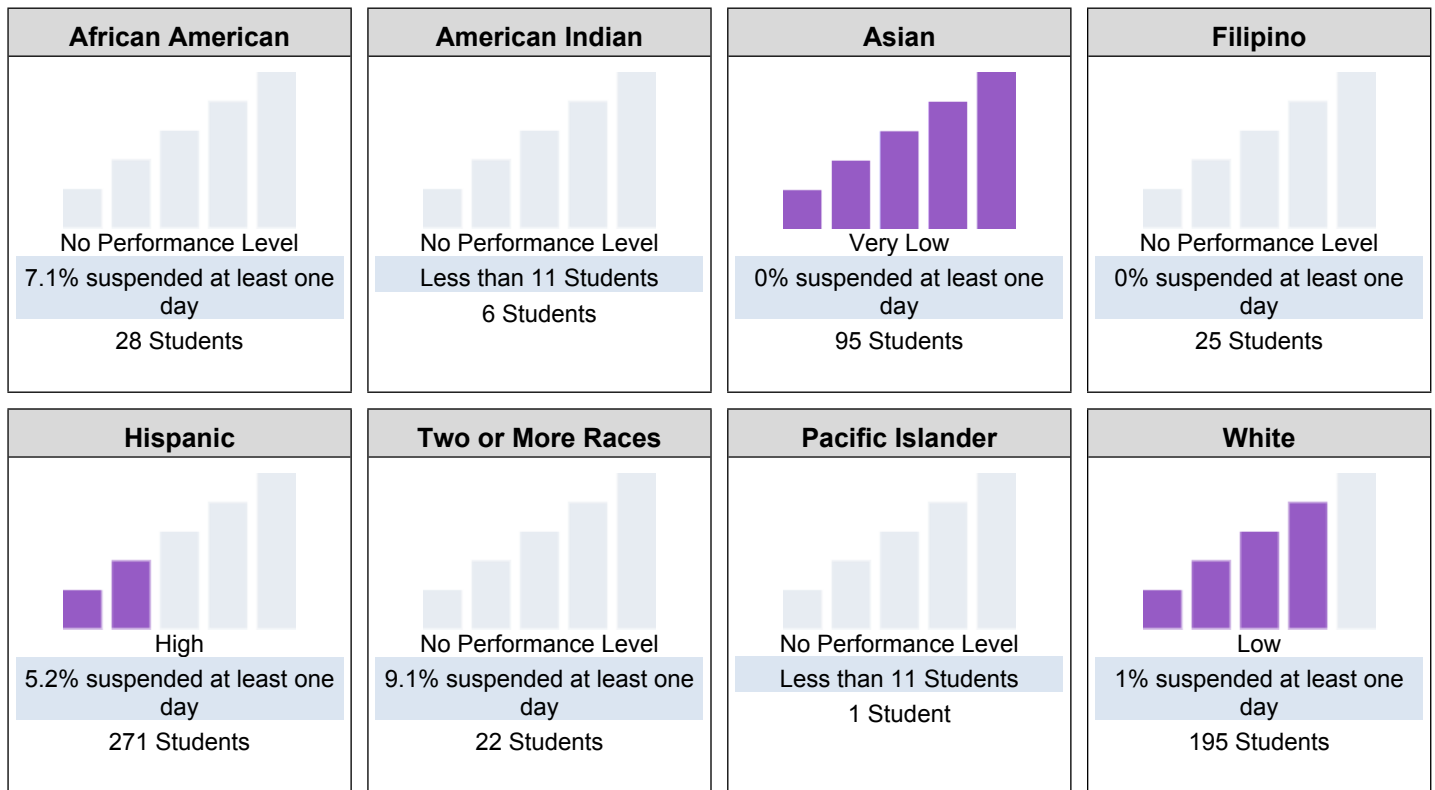 African American
No Performance Level
7.1% suspended at least one
day
28 Students
American Indian
No Performance Level
Less than 11 Students
6 Students
Asian
Very Low
0% suspended at least one
day
95 Students
Filipino
No Performance Level
0% suspended at least one
day
25 Students
Hispanic
High
5.2% suspended at least one
day
271 Students
Two or More Races
No Performance Level
9.1% suspended at least one
day
22 Students
Pacific Islander
No Performance Level
Less than 11 Students
1 Student
White
Low
1% suspended at least one
day
195 Students